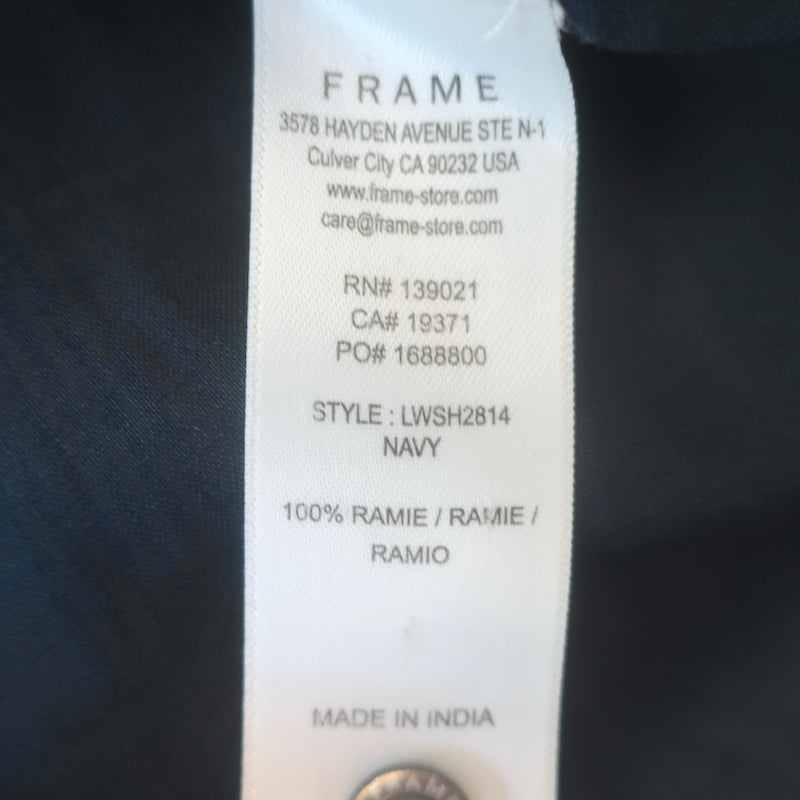 FRAME
3578 HAYDEN AVENUE STE N-1
Culver City CA 90232 USA
www.frame-store.com
care@frame-store.com
RN# 139021
CA# 19371
PO# 1688800
STYLE : LWSH2814
NAVY
100% RAMIE / RAMIE /
RAMIO
MADE IN INDIA
FRAME